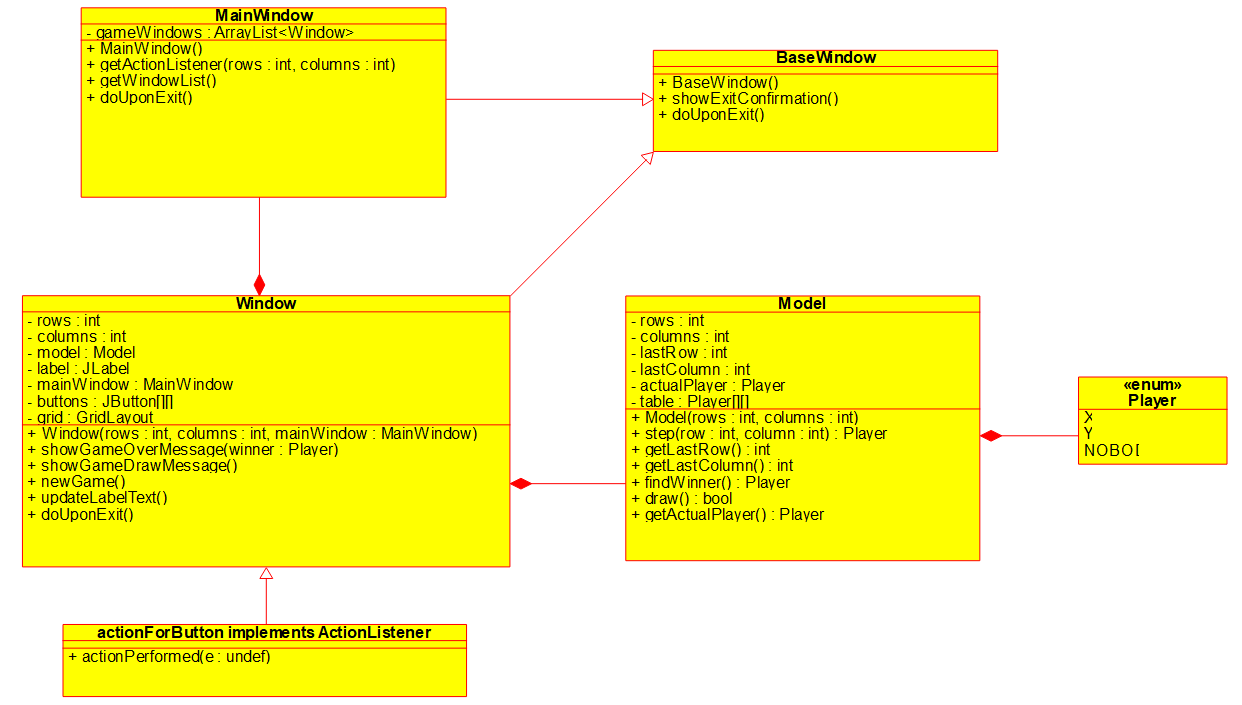 MainWindow
- gameWindows : ArrayList<Window>
+ MainWindow()
+ getActionListener(rows : int, columns : int)
+ getWindowList()
+ doUponExit()
BaseWindow
+ BaseWindow()
+ showExitConfirmation()
+ doUponExit()
Window
- rows : int
- columns : int
- model : Model
- label : JLabel
- mainWindow : MainWindow
- buttons : JButton[][]
- grid : GridLayout
+ Window(rows : int, columns : int, mainWindow : MainWindow)
+ showGameOverMessage(winner : Player)
+ showGameDrawMessage()
+ newGame()
+ updateLabelText()
+ doUponExit()
Model
- rows : int
- columns : int
- lastRow : int
- lastColumn : int
- actualPlayer : Player
- table : Player[][]
+ Model(rows : int, columns : int)
+ step(row : int, column : int) : Player
+ getLastRow() : int
+ getLastColumn() : int
+ findWinner() : Player
+ draw() : bool
+ getActualPlayer() : Player
«enum»
Player
X
Y
actionForButton implements ActionListener
+ actionPerformed(e : undef)